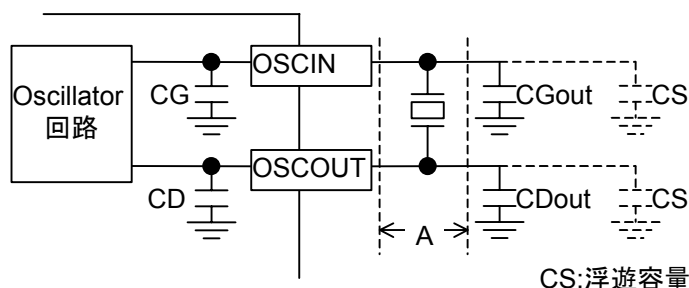 Oscillator
回路
CG
CD
OSCIN
OSCOUT
A
CGout
CS
CDout
CS
CS:浮遊容量